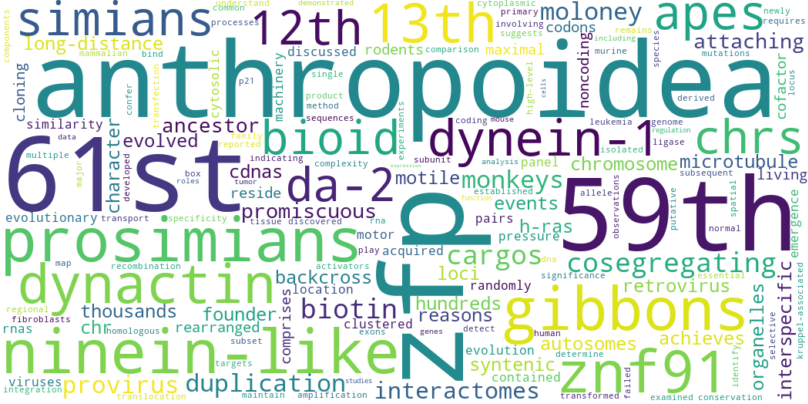 simians 12th 13th moloney apes
components processes common understand demonstrated cytoplasmic primary involving newly requires
long-distance discussed rodents suggests maximal codons attaching
mammalian bind comparison remains including murine species mutations
anthropoidea
cloning transfection cytosolic p21 confer machinery single product method sequences high-level noncoding derived cofactor locus
similarity ancestor bioid experiments dynein-1 chrs
data evolved family reported coding mouse leukemia genome cells regulation isolated ligase
61st character developed multiple cdnas indicating complexity subunit analysis panel chromosome microtubule
major box roles tumor reside da-2 motile monkeys established subsequent living
promiscuous events allele 59th
evolutionary transport specificity tissue discovered rna zfp pairs h-ras observations putative normal spatial emergence
prosimians motor play acquired function pressure
map recombination activators cargos dna significance cosegregating essential
dynactin backcross loci retrovirus
regional location randomly hundreds gibbons organelles interspecific selective kruppel-associated
thousands founder comprises biotin reasons
rnas chr homologous rearranged clustered evolution human autosomes achieves
fibroblasts subset exons genes detect syntenic determine
ninein-like targets contained znf91 identify
viruses provirus duplication interactomes
integration translocation maintain amplification studies transformed failed examined conservation